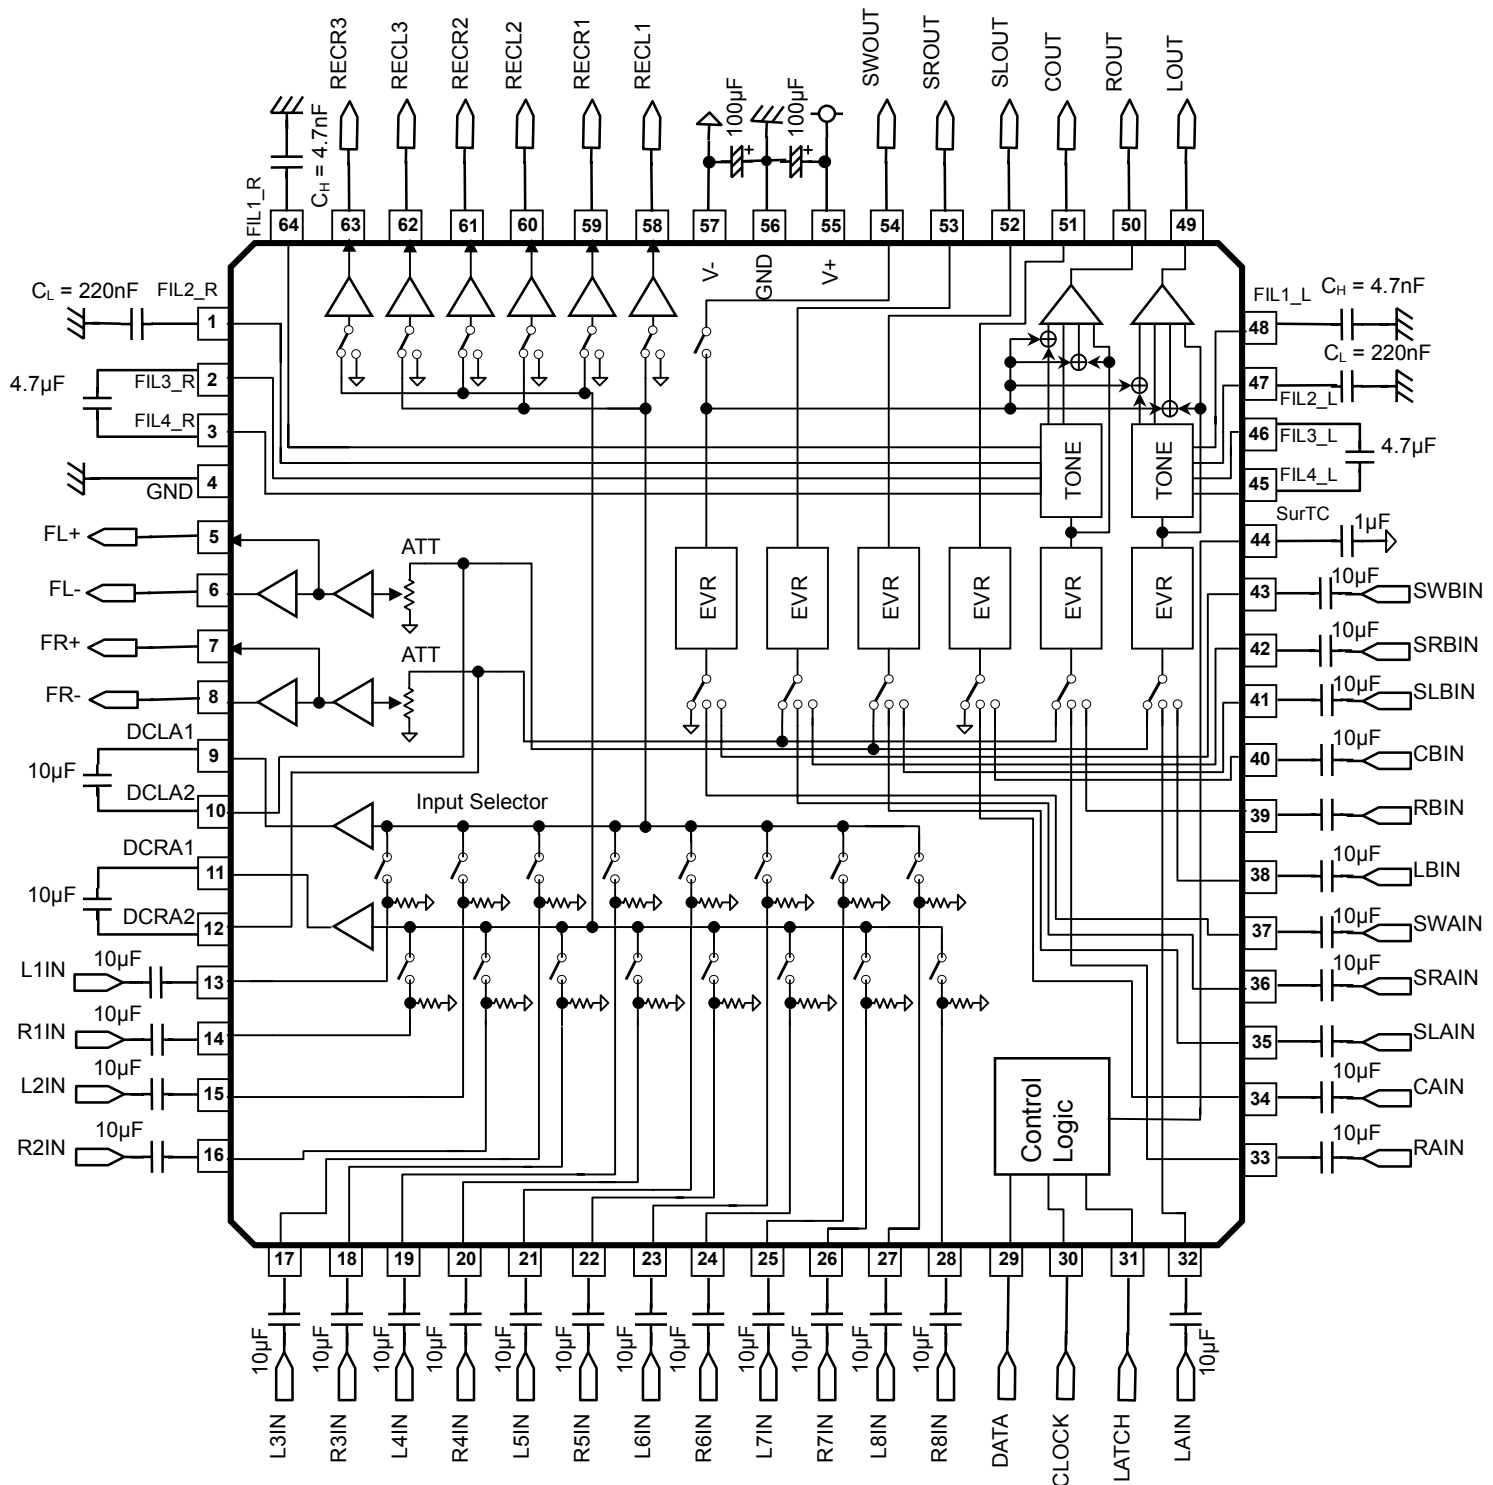 RECR3
RECL3
RECR2
RECL2
RECR1
RECL1
SWOUT
SROUT
SLOUT
COUT
ROUT
LOUT
CH = 4.7nF
100µF
+
100µF
+
FIL1_R
64
63
62
61
60
59
58
57
56
55
54
53
52
51
50
49
V-
GND
V+
CL = 220nF
FIL2_R
1
4.7µF
FIL3_R
2
FIL4_R
3
GND
4
FL+
5
FL-
6
FR+
7
FR-
8
DCLA1
9
10µF
DCLA2
10
DCRA1
11
10µF
DCRA2
12
L1IN
10µF
13
R1IN
10µF
14
L2IN
10µF
15
R2IN
10µF
16
ATT
ATT
Input Selector
TONE
TONE
EVR
EVR
EVR
EVR
EVR
EVR
Control
Logic
FIL1_L
CH = 4.7nF
48
CL = 220nF
47
FIL2_L
46
FIL3_L
4.7µF
45
FIL4_L
SurTC
44
1µF
43
10µF
SWBIN
42
10µF
SRBIN
41
10µF
SLBIN
40
10µF
CBIN
39
10µF
RBIN
38
10µF
LBIN
37
10µF
SWAIN
36
10µF
SRAIN
35
10µF
SLAIN
34
10µF
CAIN
33
10µF
RAIN
17
18
19
20
21
22
23
24
25
26
27
28
29
30
31
32
10µF
10µF
10µF
10µF
10µF
10µF
10µF
10µF
10µF
10µF
10µF
10µF
10µF
L3IN
R3IN
L4IN
R4IN
L5IN
R5IN
L6IN
R6IN
L7IN
R7IN
L8IN
R8IN
DATA
CLOCK
LATCH
LAIN